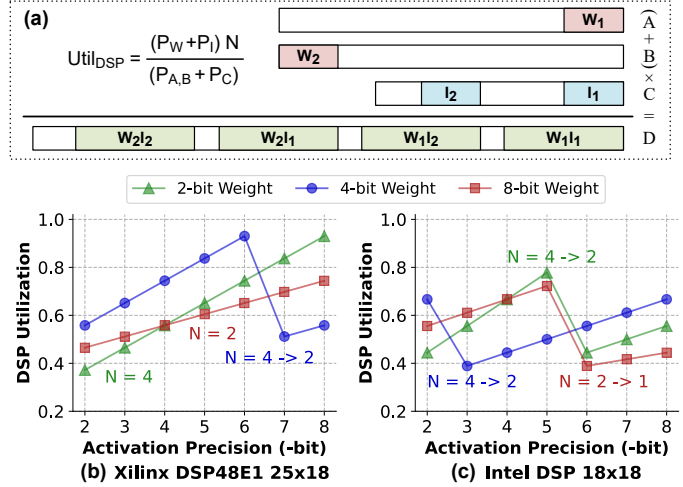 (a)
Util_DSP = (P_W +P_I) N / (P_A,B + P_C)
W₁
W₂
I₂ I₁
W₂I₂ W₂I₁ W₁I₂ W₁I₁
(A + B) × C = D
2-bit Weight 4-bit Weight 8-bit Weight
DSP Utilization
1.0
0.8
0.6
0.4
0.2
N = 2
N = 4 -> 2
N = 4
2 3 4 5 6 7 8
Activation Precision (-bit)
(b) Xilinx DSP48E1 25x18
DSP Utilization
1.0
0.8
0.6
0.4
0.2
N = 4 -> 2
N = 4 -> 2
N = 2 -> 1
2 3 4 5 6 7 8
Activation Precision (-bit)
(c) Intel DSP 18x18